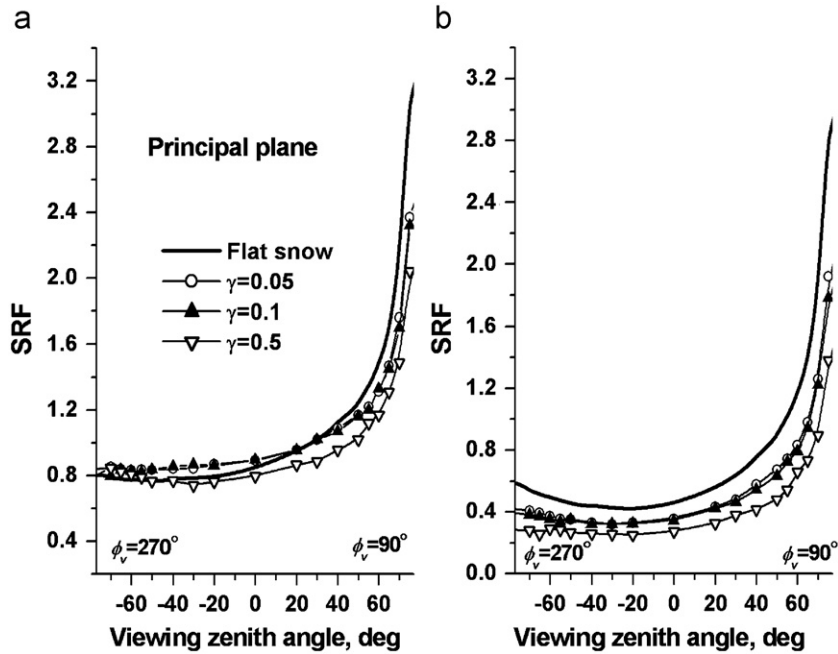 a
3.2
2.8
2.4
2.0
1.6
1.2
0.8
0.4
SRF
Principal plane
Flat snow
γ=0.05
γ=0.1
γ=0.5
ϕv=270°
ϕv=90°
-60 -40 -20 0 20 40 60
Viewing zenith angle, deg
b
3.2
2.8
2.4
2.0
1.6
1.2
0.8
0.4
0.0
SRF
ϕv=270°
ϕv=90°
-60 -40 -20 0 20 40 60
Viewing zenith angle, deg